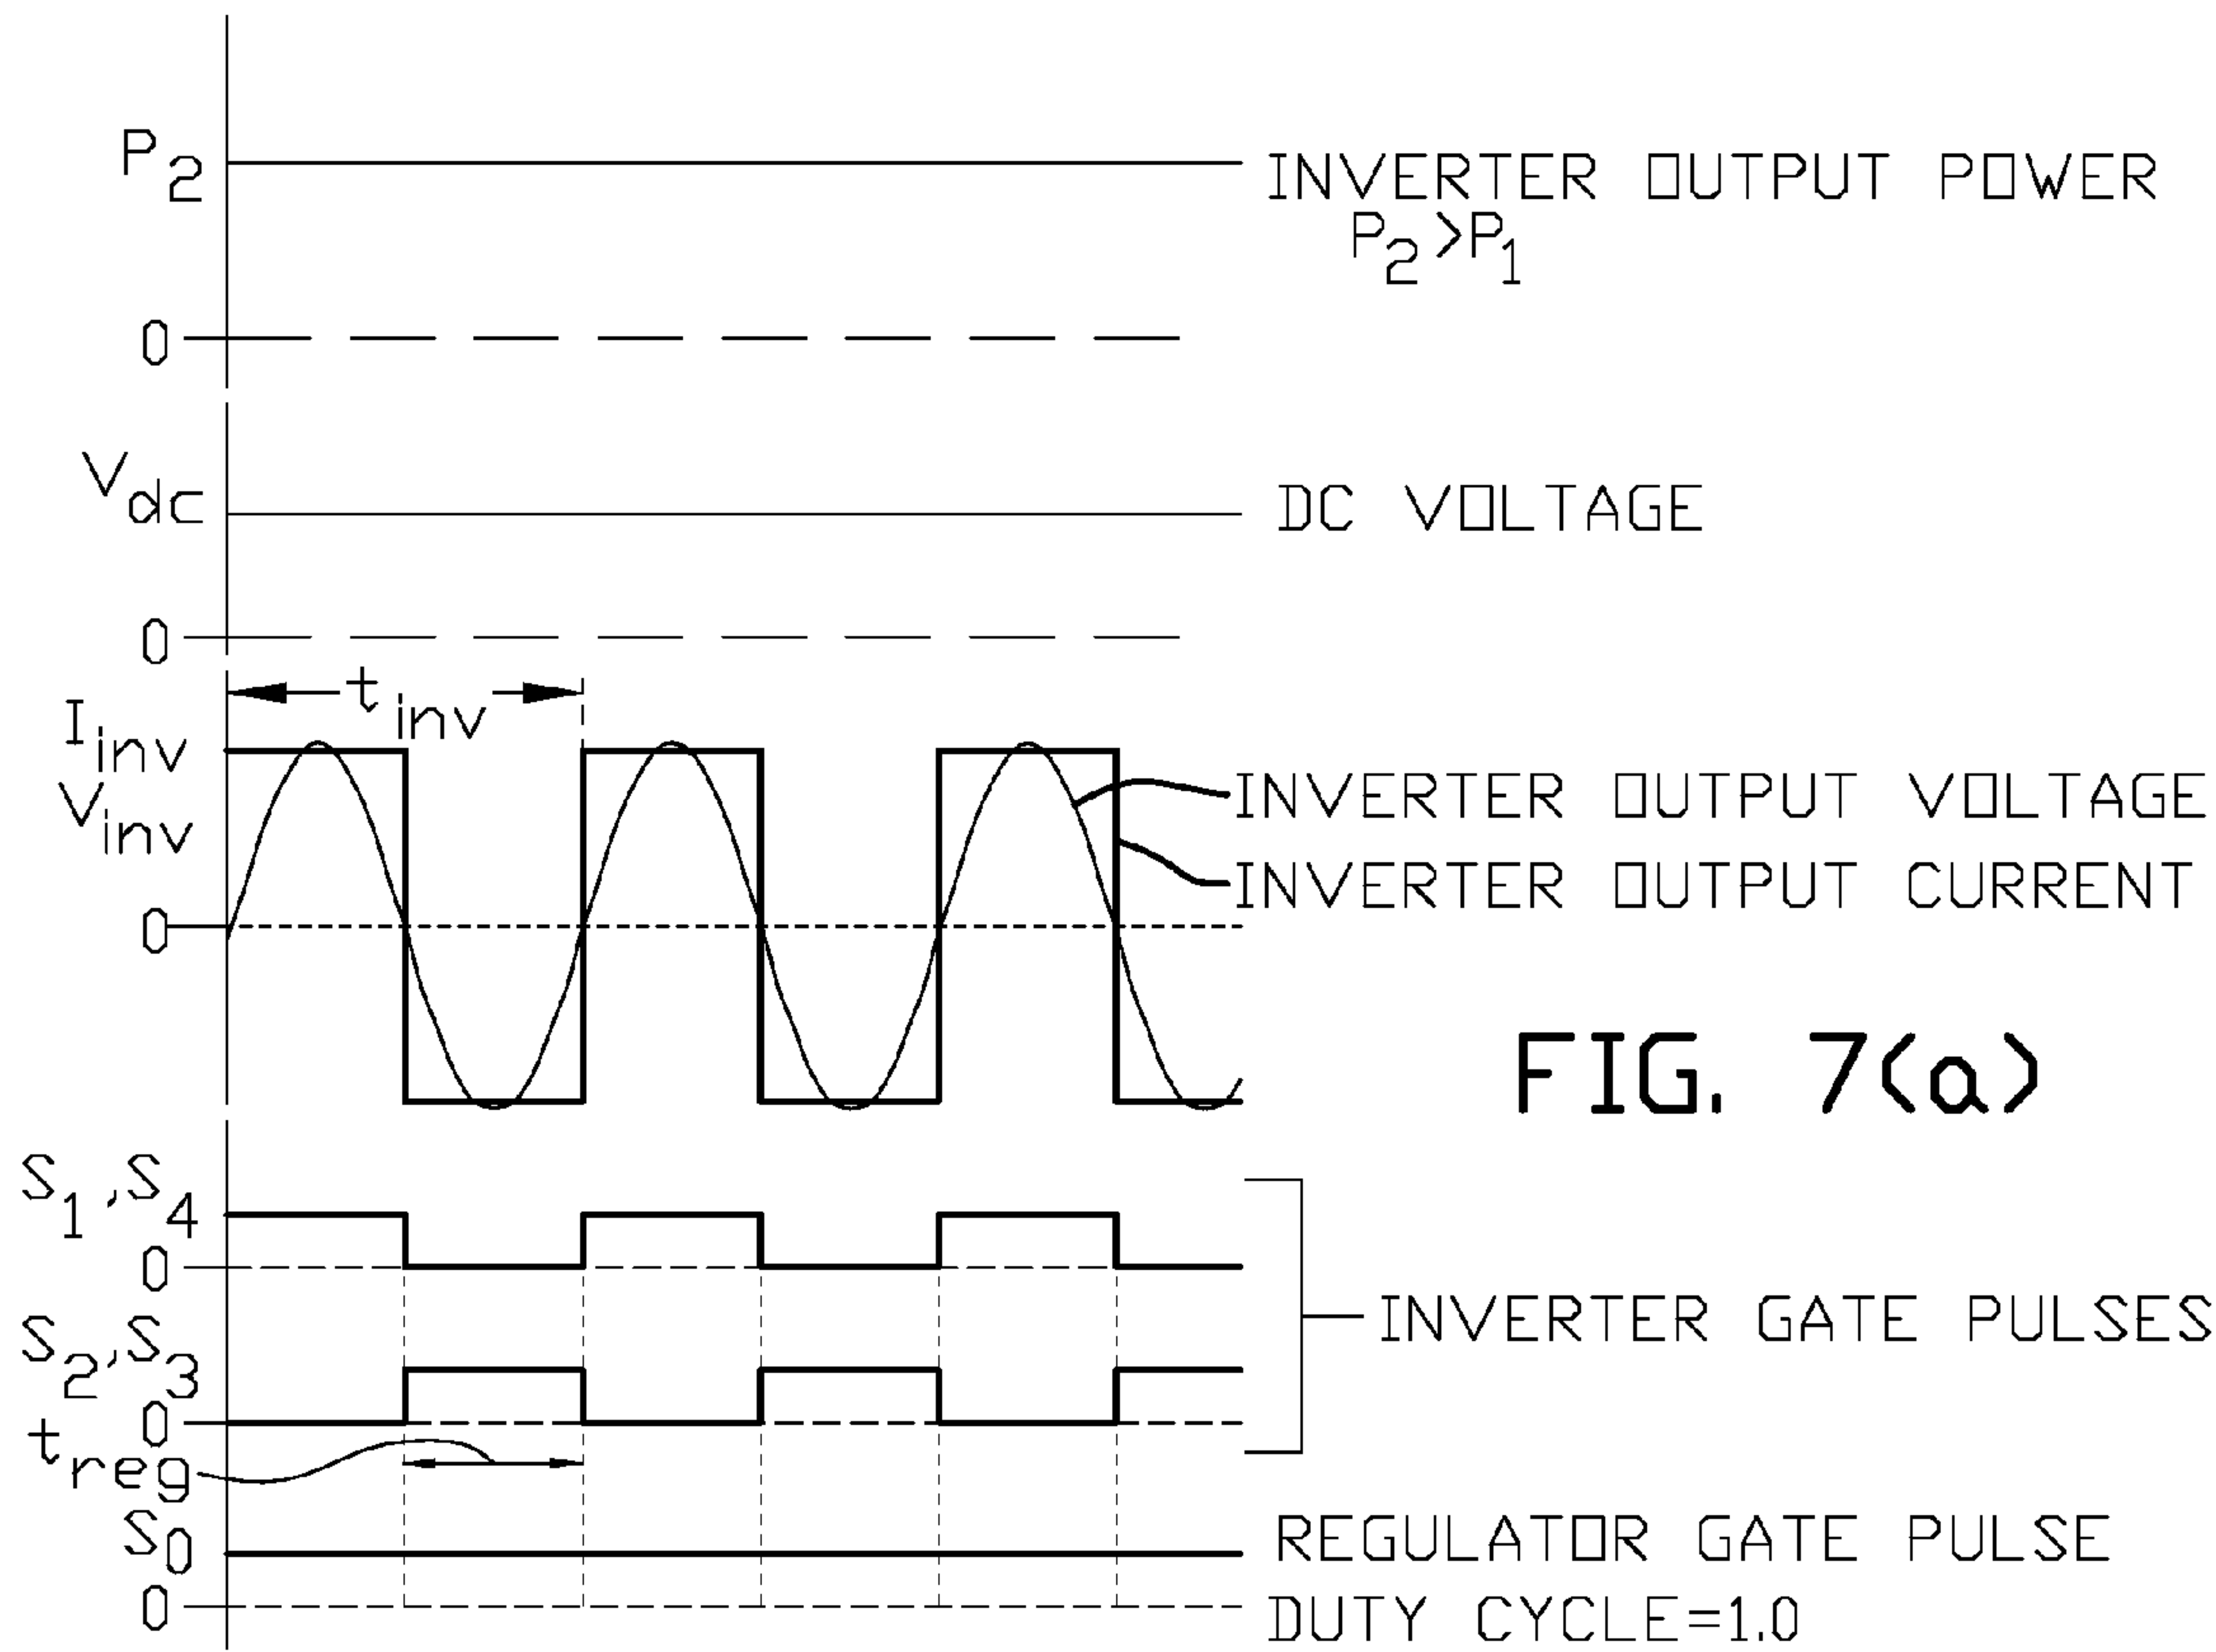 P2 INVERTER OUTPUT POWER
P2>P1
0
Vdc DC VOLTAGE
0
tinv
Iinv
Vinv
INVERTER OUTPUT VOLTAGE
INVERTER OUTPUT CURRENT
0
FIG. 7(a)
S1,S4
0
INVERTER GATE PULSES
S2,S3
0
treg
S0 REGULATOR GATE PULSE
0 DUTY CYCLE=1.0